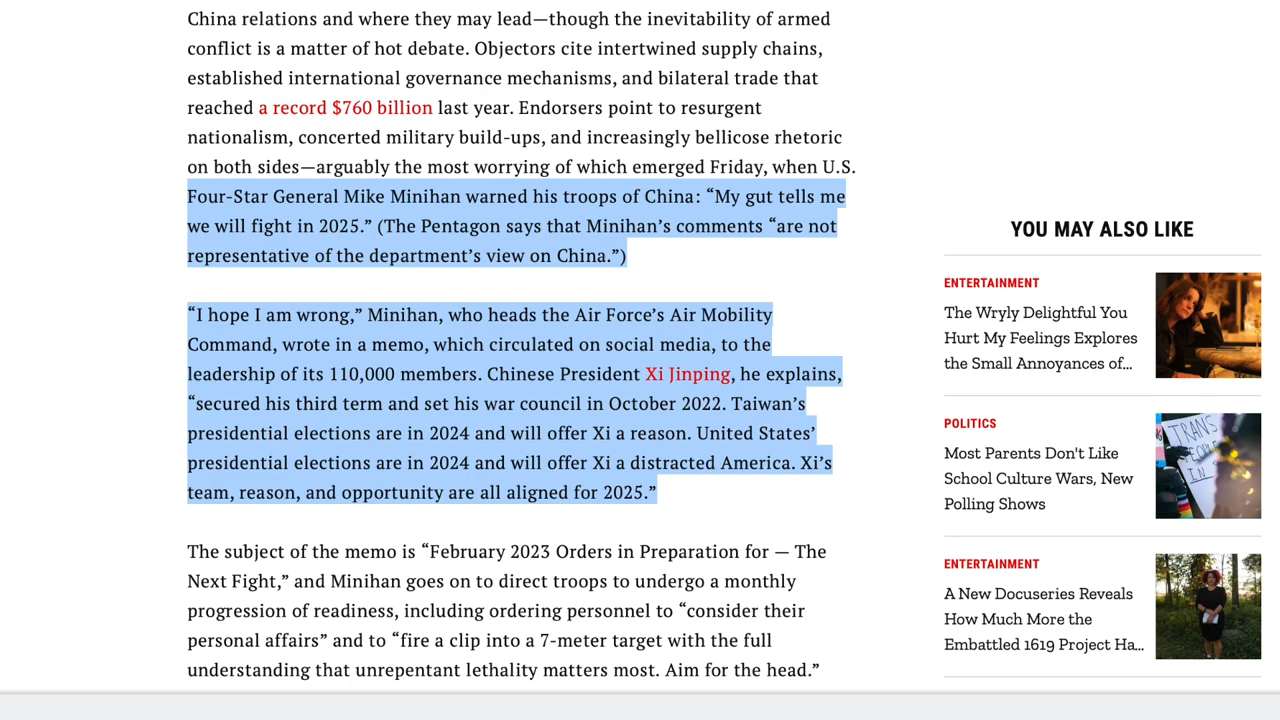 China relations and where they may lead—though the inevitability of armed
conflict is a matter of hot debate. Objectors cite intertwined supply chains,
established international governance mechanisms, and bilateral trade that
reached a record $760 billion last year. Endorsers point to resurgent
nationalism, concerted military build-ups, and increasingly bellicose rhetoric
on both sides—arguably the most worrying of which emerged Friday, when U.S.
Four-Star General Mike Minihan warned his troops of China: “My gut tells me
we will fight in 2025.” (The Pentagon says that Minihan’s comments “are not
representative of the department’s view on China.”)
“I hope I am wrong,” Minihan, who heads the Air Force’s Air Mobility
Command, wrote in a memo, which circulated on social media, to the
leadership of its 110,000 members. Chinese President Xi Jinping, he explains,
“secured his third term and set his war council in October 2022. Taiwan’s
presidential elections are in 2024 and will offer Xi a reason. United States’
presidential elections are in 2024 and will offer Xi a distracted America. Xi’s
team, reason, and opportunity are all aligned for 2025.”
The subject of the memo is “February 2023 Orders in Preparation for — The
Next Fight,” and Minihan goes on to direct troops to undergo a monthly
progression of readiness, including ordering personnel to “consider their
personal affairs” and to “fire a clip into a 7-meter target with the full
understanding that unrepentant lethality matters most. Aim for the head.”
YOU MAY ALSO LIKE
ENTERTAINMENT
The Wryly Delightful You
Hurt My Feelings Explores
the Small Annoyances of...
POLITICS
Most Parents Don't Like
School Culture Wars, New
Polling Shows
TRANS
PEOPLE
IN
ENTERTAINMENT
A New Docuseries Reveals
How Much More the
Embattled 1619 Project Ha...